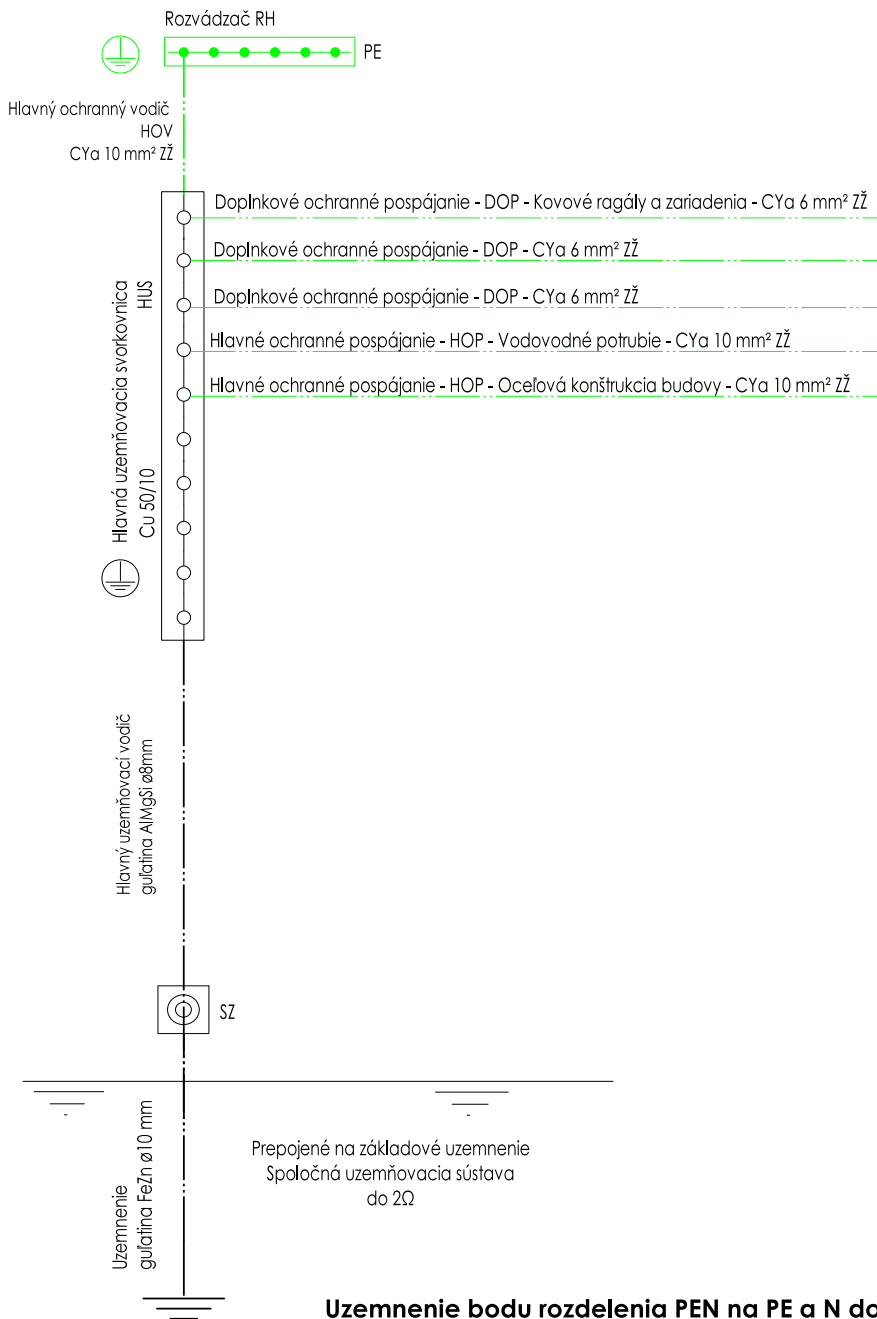 Rozvádzač RH
PE
Hlavný ochranný vodič
HOV
CYa 10 mm² ZŽ
Doplnkové ochranné pospájanie - DOP - Kovové ragály a zariadenia - CYa 6 mm² ZŽ
Doplnkové ochranné pospájanie - DOP - CYa 6 mm² ZŽ
Doplnkové ochranné pospájanie - DOP - CYa 6 mm² ZŽ
Hlavné ochranné pospájanie - HOP - Vodovodné potrubie - CYa 10 mm² ZŽ
Hlavné ochranné pospájanie - HOP - Oceľová konštrukcia budovy - CYa 10 mm² ZŽ
Hlavná uzemňovacia svorkovnica
HUS
Cu 50/10
Hlavný uzemňovací vodič
guľatina AlMgSi ø8mm
SZ
Uzemnenie
guľatina FeZn ø10 mm
Prepojené na základové uzemnenie
Spoločná uzemňovacia sústava
do 2Ω
Uzemnenie bodu rozdelenia PEN na PE a N do